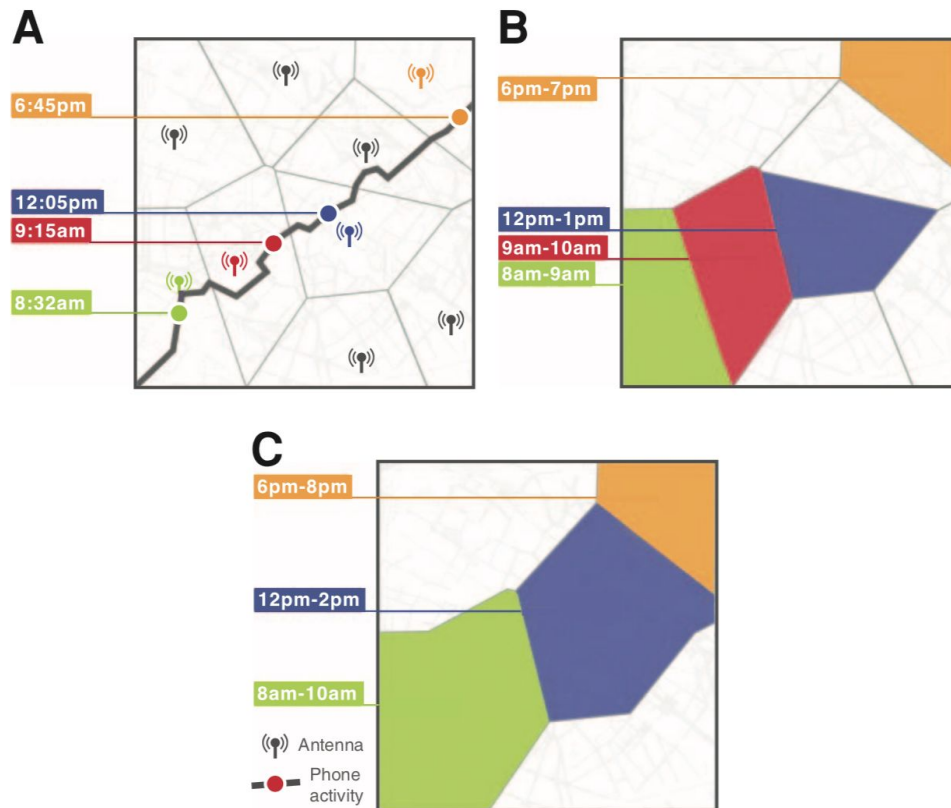 A
6:45pm
12:05pm
9:15am
8:32am
B
6pm-7pm
12pm-1pm
9am-10am
8am-9am
C
6pm-8pm
12pm-2pm
8am-10am
Antenna
Phone
activity